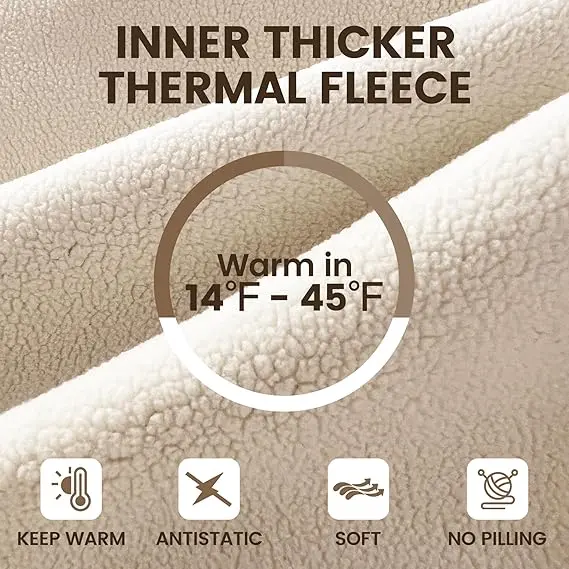 INNER THICKER
THERMAL FLEECE
Warm in
14°F - 45°F
KEEP WARM
ANTISTATIC
SOFT
NO PILLING